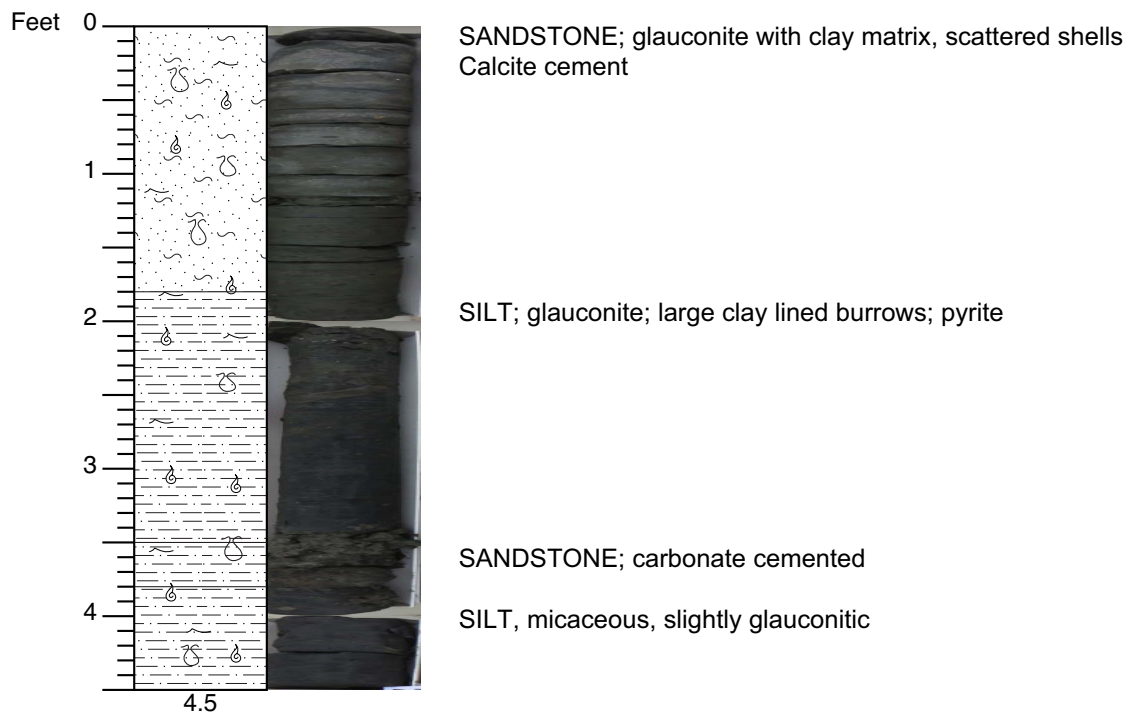 Feet 0
SANDSTONE; glauconite with clay matrix, scattered shells
Calcite cement
1
2
SILT; glauconite; large clay lined burrows; pyrite
3
SANDSTONE; carbonate cemented
4
SILT, micaceous, slightly glauconitic
4.5